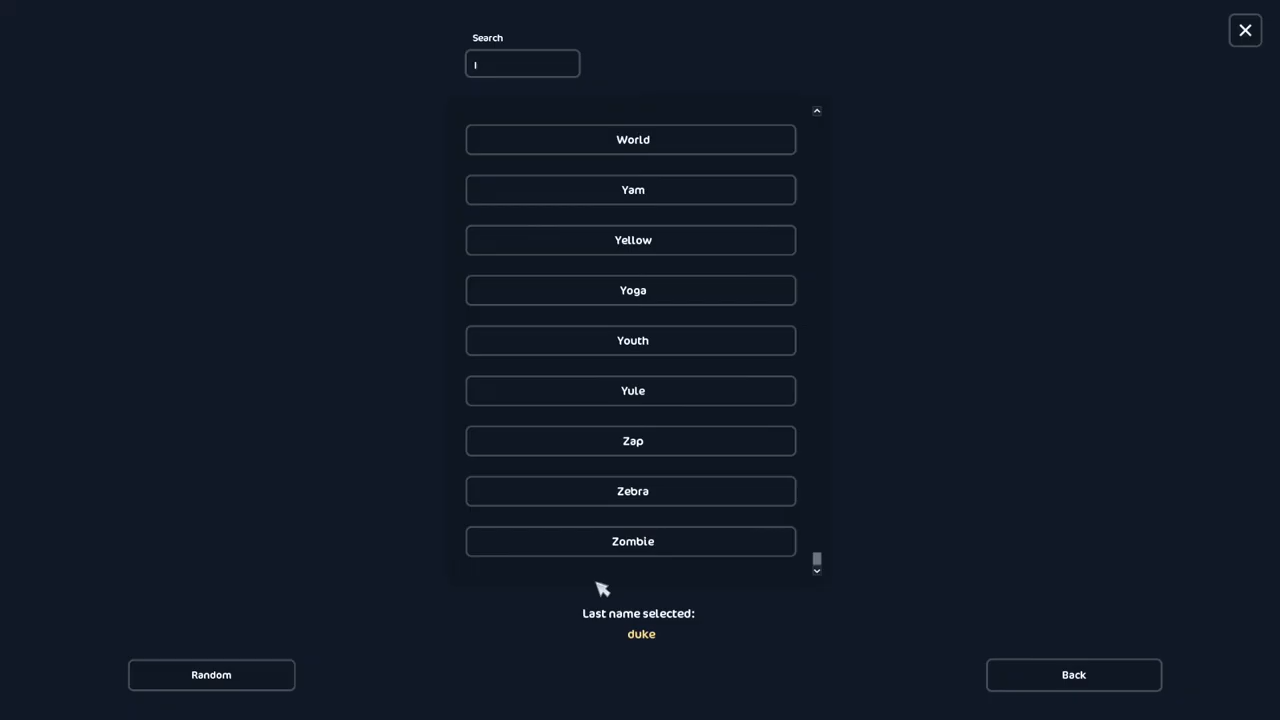 Search
World
Yam
Yellow
Yoga
Youth
Yule
Zap
Zebra
Zombie
Last name selected:
duke
Random
Back